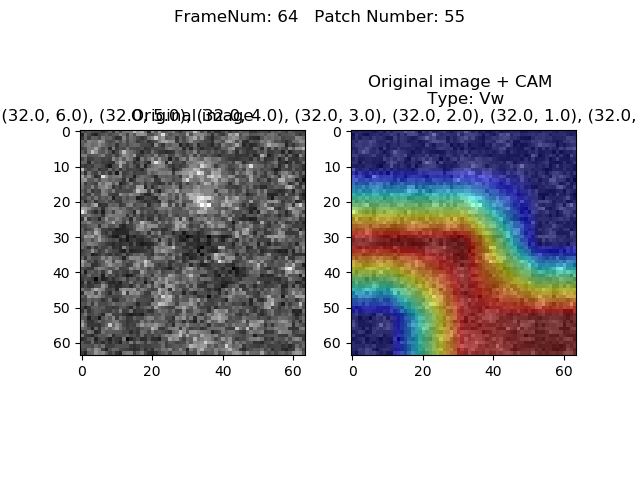 FrameNum: 64   Patch Number: 55
Original image + CAM
Type: Vw
(32.0, 6.0), (32.0, 5.0), (32.0, 4.0), (32.0, 3.0), (32.0, 2.0), (32.0, 1.0), (32.0,
Original image
0
10
20
30
40
50
60
0 20 40 60
0
10
20
30
40
50
60
0 20 40 60